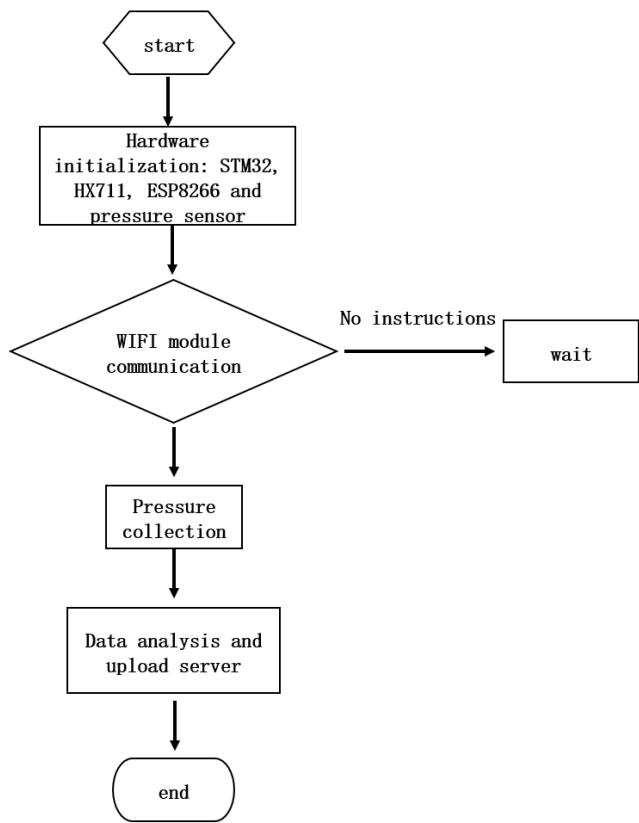 start
Hardware
initialization: STM32,
HX711, ESP8266 and
pressure sensor
WIFI module
communication
No instructions
wait
Pressure
collection
Data analysis and
upload server
end